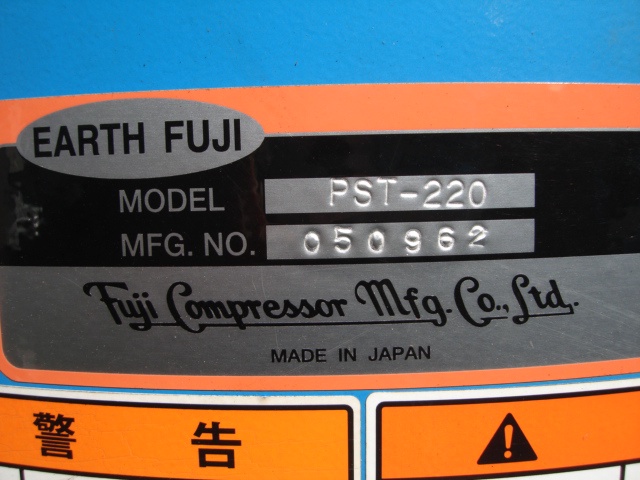 EARTH FUJI
MODEL PST-220
MFG. NO. 050962
Fuji Compressor Mfg. Co., Ltd.
MADE IN JAPAN
警 告